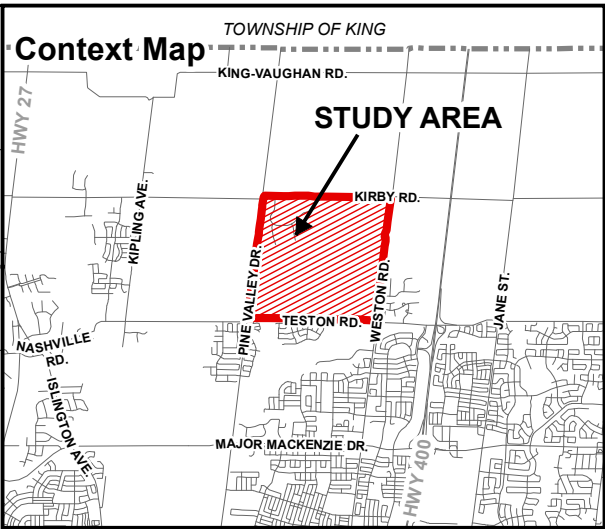 TOWNSHIP OF KING
Context Map
KING-VAUGHAN RD.
HWY 27
STUDY AREA
KIRBY RD.
KIPLING AVE.
PINE VALLEY DR.
WESTON RD.
JANE ST.
TESTON RD.
NASHVILLE
RD.
ISLINGTON AVE.
MAJOR MACKENZIE DR.
HWY 400